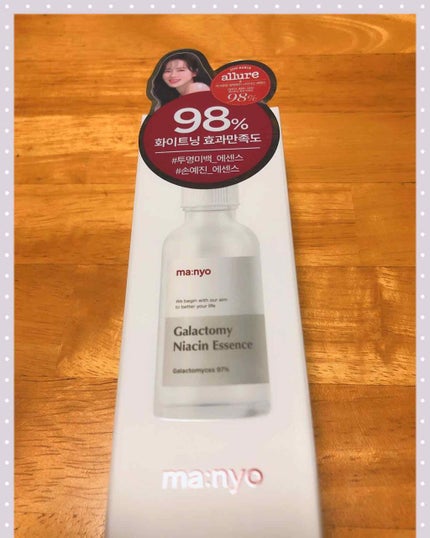 allure
98%
98%
화이트닝 효과만족도
#투명미백_에센스
#손예진_에센스
ma:nyo
We begin with our aim
to better your life
Galactomy
Niacin Essence
Galactomyces 97%
ma:nyo